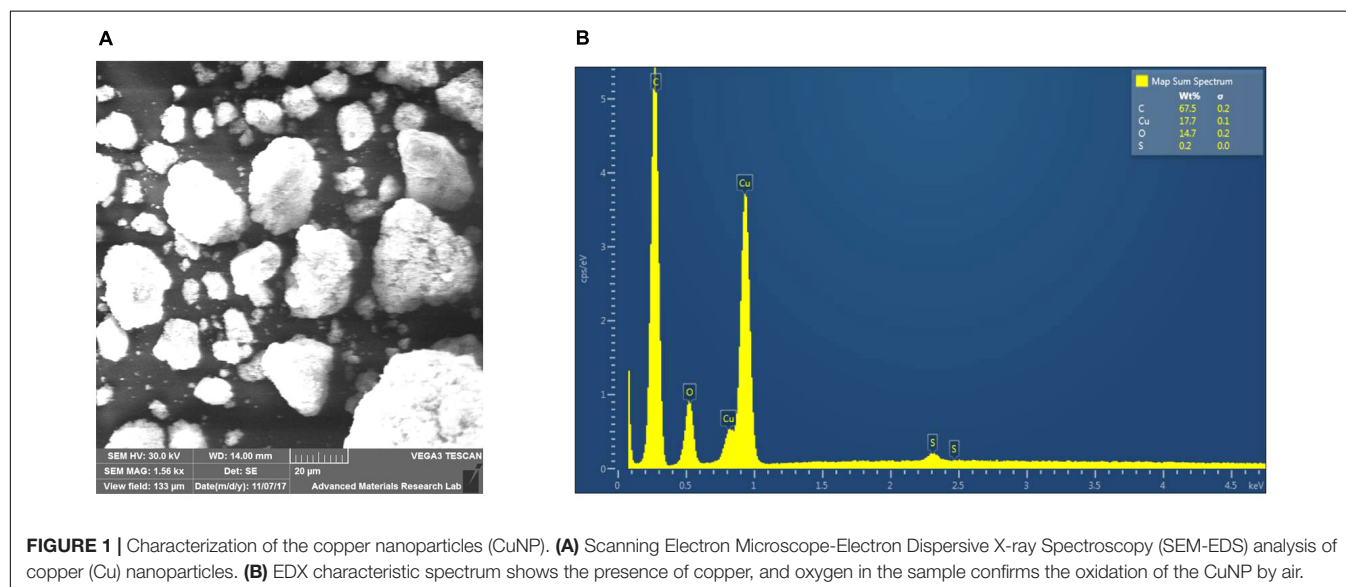 A
B
SEM HV: 30.0 kV WD: 14.00 mm VEGA3 TESCAN
SEM MAG: 1.56 kx Det: SE 20 µm
View field: 133 µm Date(m/d/y): 11/07/17 Advanced Materials Research Lab
Map Sum Spectrum
Wt% σ
C 67.5 0.2
Cu 17.7 0.1
O 14.7 0.2
S 0.2 0.0
C
Cu
O
Cu
S
S
cps/eV
5
4
3
2
1
0
0 0.5 1 1.5 2 2.5 3 3.5 4 4.5 keV
FIGURE 1 | Characterization of the copper nanoparticles (CuNP). (A) Scanning Electron Microscope-Electron Dispersive X-ray Spectroscopy (SEM-EDS) analysis of
copper (Cu) nanoparticles. (B) EDX characteristic spectrum shows the presence of copper, and oxygen in the sample confirms the oxidation of the CuNP by air.